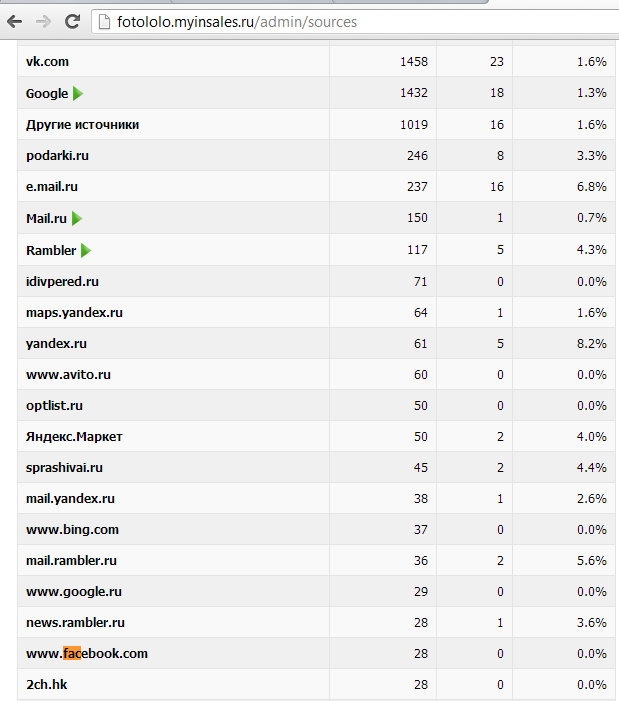 fotololo.myinsales.ru/admin/sources
vk.com 1458 23 1.6%
Google 1432 18 1.3%
Другие источники 1019 16 1.6%
podarki.ru 246 8 3.3%
e.mail.ru 237 16 6.8%
Mail.ru 150 1 0.7%
Rambler 117 5 4.3%
idivpered.ru 71 0 0.0%
maps.yandex.ru 64 1 1.6%
yandex.ru 61 5 8.2%
www.avito.ru 60 0 0.0%
optlist.ru 50 0 0.0%
Яндекс.Маркет 50 2 4.0%
sprashivai.ru 45 2 4.4%
mail.yandex.ru 38 1 2.6%
www.bing.com 37 0 0.0%
mail.rambler.ru 36 2 5.6%
www.google.ru 29 0 0.0%
news.rambler.ru 28 1 3.6%
www.facebook.com 28 0 0.0%
2ch.hk 28 0 0.0%